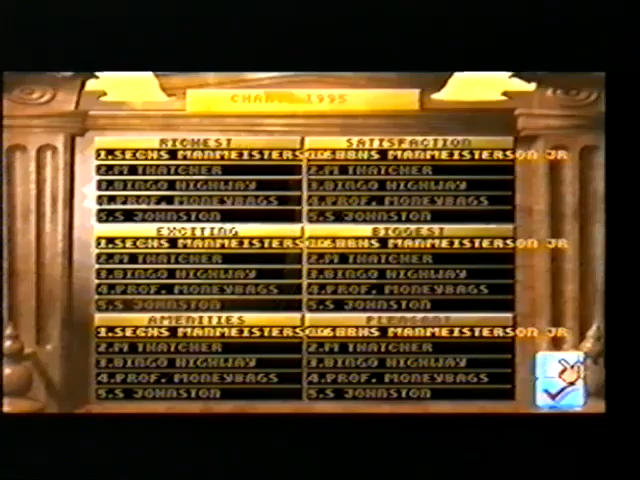 CHART 1995
RICHEST SATISFACTION
1.SECHS MANMEISTERSON JR
2.M THATCHER 2.M THATCHER
3.BINGO HIGHWAY 3.BINGO HIGHWAY
4.PROF. MONEYBAGS 4.PROF. MONEYBAGS
5.S JOHNSTON 5.S JOHNSTON
EXCITING BIGGEST
1.SECHS MANMEISTERSON JR
2.M THATCHER 2.M THATCHER
3.BINGO HIGHWAY 3.BINGO HIGHWAY
4.PROF. MONEYBAGS 4.PROF. MONEYBAGS
5.S JOHNSTON 5.S JOHNSTON
AMENITIES PLEASANT
1.SECHS MANMEISTERSON JR
2.M THATCHER 2.M THATCHER
3.BINGO HIGHWAY 3.BINGO HIGHWAY
4.PROF. MONEYBAGS 4.PROF. MONEYBAGS
5.S JOHNSTON 5.S JOHNSTON